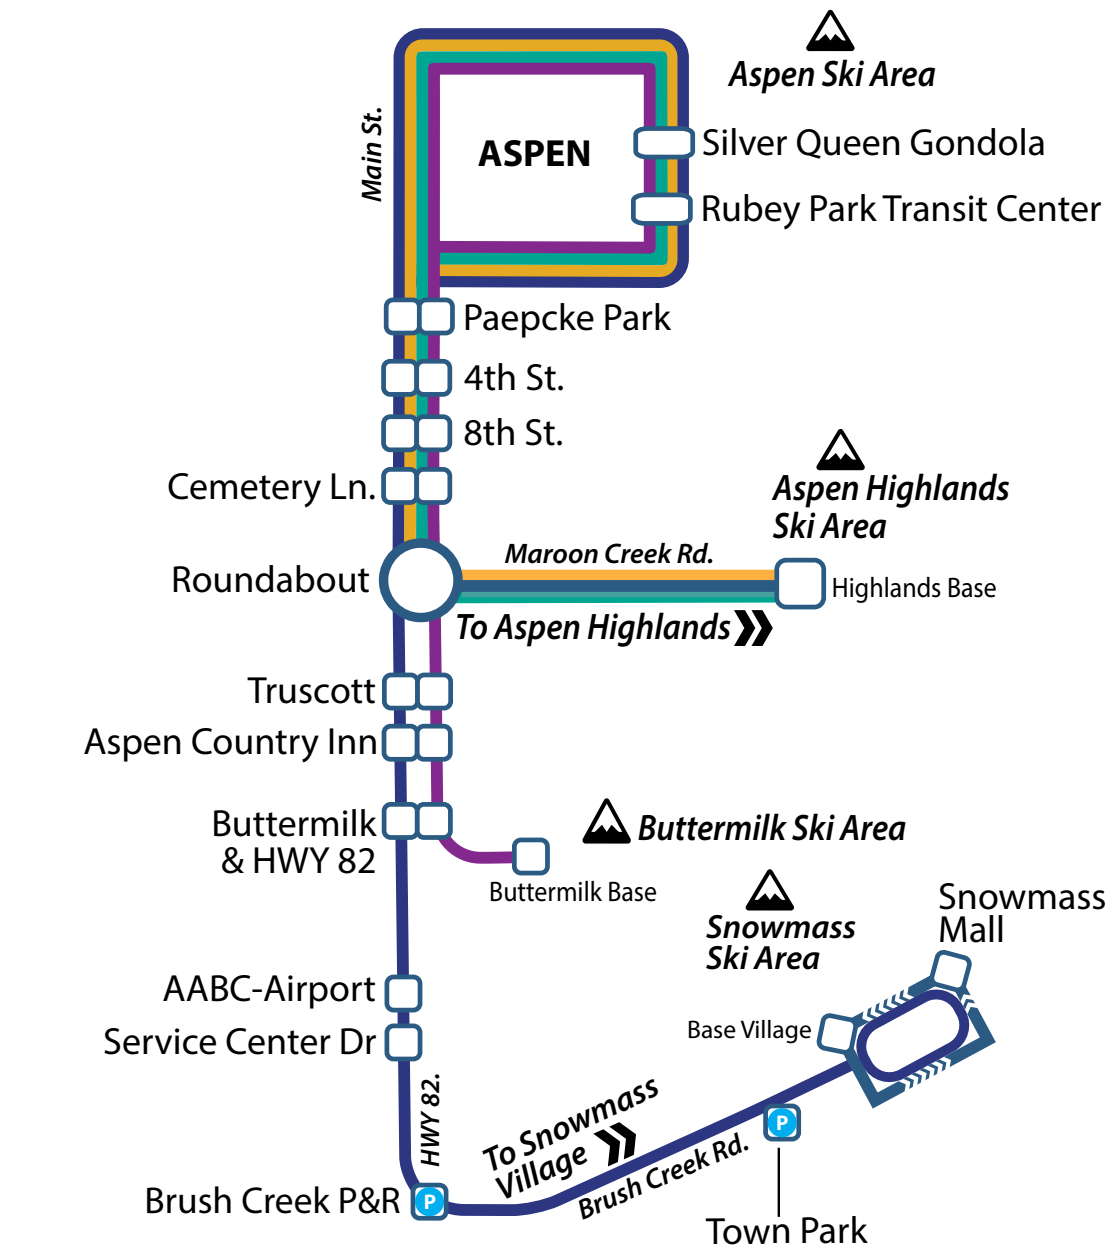 Aspen Ski Area
Main St.
ASPEN
Silver Queen Gondola
Rubey Park Transit Center
Paepcke Park
4th St.
8th St.
Cemetery Ln.
Aspen Highlands
Ski Area
Maroon Creek Rd.
Roundabout
Highlands Base
To Aspen Highlands
Truscott
Aspen Country Inn
Buttermilk
& HWY 82
Buttermilk Ski Area
Buttermilk Base
Snowmass
Mall
Snowmass
Ski Area
AABC-Airport
Base Village
Service Center Dr
HWY 82.
To Snowmass
Village
P
Brush Creek Rd.
Brush Creek P&R
P
Town Park